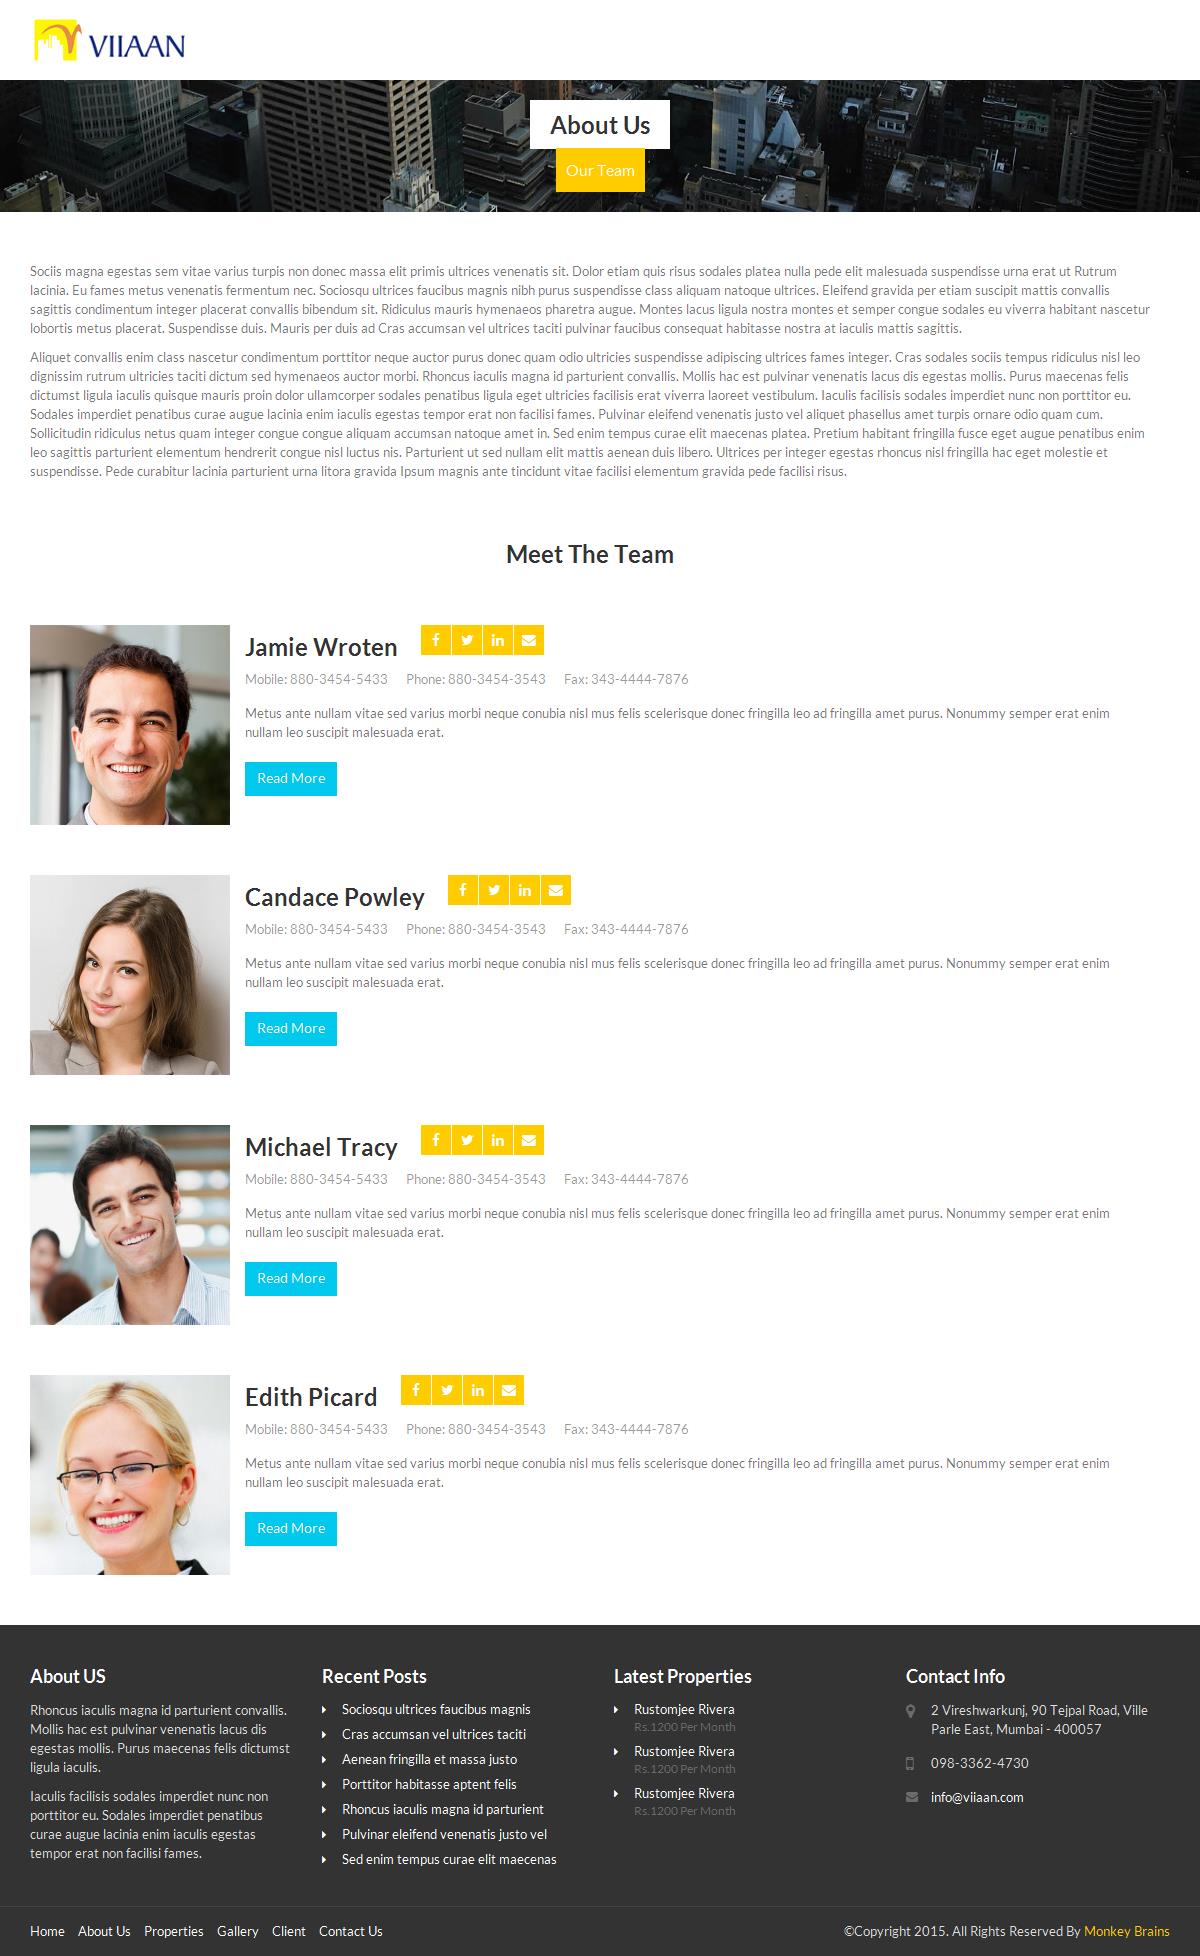 VIIAAN
About Us
Our Team
Sociis magna egestas sem vitae varius turpis non donec massa elit primis ultrices venenatis sit. Dolor etiam quis risus sodales platea nulla pede elit malesuada suspendisse urna erat ut Rutrum
lacinia. Eu fames metus venenatis fermentum nec. Sociosqu ultrices faucibus magnis nibh purus suspendisse class aliquam natoque ultrices. Eleifend gravida per etiam suscipit mattis convallis
sagittis condimentum integer placerat convallis bibendum sit. Ridiculus mauris hymenaeos pharetra augue. Montes lacus ligula nostra montes et semper congue sodales eu viverra habitant nascetur
lobortis metus placerat. Suspendisse duis. Mauris per duis ad Cras accumsan vel ultrices taciti pulvinar faucibus consequat habitasse nostra at iaculis mattis sagittis.
Aliquet convallis enim class nascetur condimentum porttitor neque auctor purus donec quam odio ultricies suspendisse adipiscing ultrices fames integer. Cras sodales sociis tempus ridiculus nisl leo
dignissim rutrum ultricies taciti dictum sed hymenaeos auctor morbi. Rhoncus iaculis magna id parturient convallis. Mollis hac est pulvinar venenatis lacus dis egestas mollis. Purus maecenas felis
dictumst ligula iaculis quisque mauris proin dolor ullamcorper sodales penatibus ligula eget ultricies facilisis erat viverra laoreet vestibulum. Iaculis facilisis sodales imperdiet nunc non porttitor eu.
Sodales imperdiet penatibus curae augue lacinia enim iaculis egestas tempor erat non facilisi fames. Pulvinar eleifend venenatis justo vel aliquet phasellus amet turpis ornare odio quam cum.
Sollicitudin ridiculus netus quam integer congue congue aliquam accumsan natoque amet in. Sed enim tempus curae elit maecenas platea. Pretium habitant fringilla fusce eget augue penatibus enim
leo sagittis parturient elementum hendrerit congue nisl luctus nis. Parturient ut sed nullam elit mattis aenean duis libero. Ultrices per integer egestas rhoncus nisl fringilla hac eget molestie et
suspendisse. Pede curabitur lacinia parturient urna litora gravida Ipsum magnis ante tincidunt vitae facilisi elementum gravida pede facilisi risus.
Meet The Team
Jamie Wroten
Mobile: 880-3454-5433 Phone: 880-3454-3543 Fax: 343-4444-7876
Metus ante nullam vitae sed varius morbi neque conubia nisl mus felis scelerisque donec fringilla leo ad fringilla amet purus. Nonummy semper erat enim
nullam leo suscipit malesuada erat.
Read More
Candace Powley
Mobile: 880-3454-5433 Phone: 880-3454-3543 Fax: 343-4444-7876
Metus ante nullam vitae sed varius morbi neque conubia nisl mus felis scelerisque donec fringilla leo ad fringilla amet purus. Nonummy semper erat enim
nullam leo suscipit malesuada erat.
Read More
Michael Tracy
Mobile: 880-3454-5433 Phone: 880-3454-3543 Fax: 343-4444-7876
Metus ante nullam vitae sed varius morbi neque conubia nisl mus felis scelerisque donec fringilla leo ad fringilla amet purus. Nonummy semper erat enim
nullam leo suscipit malesuada erat.
Read More
Edith Picard
Mobile: 880-3454-5433 Phone: 880-3454-3543 Fax: 343-4444-7876
Metus ante nullam vitae sed varius morbi neque conubia nisl mus felis scelerisque donec fringilla leo ad fringilla amet purus. Nonummy semper erat enim
nullam leo suscipit malesuada erat.
Read More
About US
Rhoncus iaculis magna id parturient convallis.
Mollis hac est pulvinar venenatis lacus dis
egestas mollis. Purus maecenas felis dictumst
ligula iaculis.
Iaculis facilisis sodales imperdiet nunc non
porttitor eu. Sodales imperdiet penatibus
curae augue lacinia enim iaculis egestas
tempor erat non facilisi fames.
Recent Posts
Sociosqu ultrices faucibus magnis
Cras accumsan vel ultrices taciti
Aenean fringilla et massa justo
Porttitor habitasse aptent felis
Rhoncus iaculis magna id parturient
Pulvinar eleifend venenatis justo vel
Sed enim tempus curae elit maecenas
Latest Properties
Rustomjee Rivera
Rs.1200 Per Month
Rustomjee Rivera
Rs.1200 Per Month
Rustomjee Rivera
Rs.1200 Per Month
Contact Info
2 Vireshwarkunj, 90 Tejpal Road, Ville
Parle East, Mumbai - 400057
098-3362-4730
info@viiaan.com
Home About Us Properties Gallery Client Contact Us
©Copyright 2015. All Rights Reserved By Monkey Brains